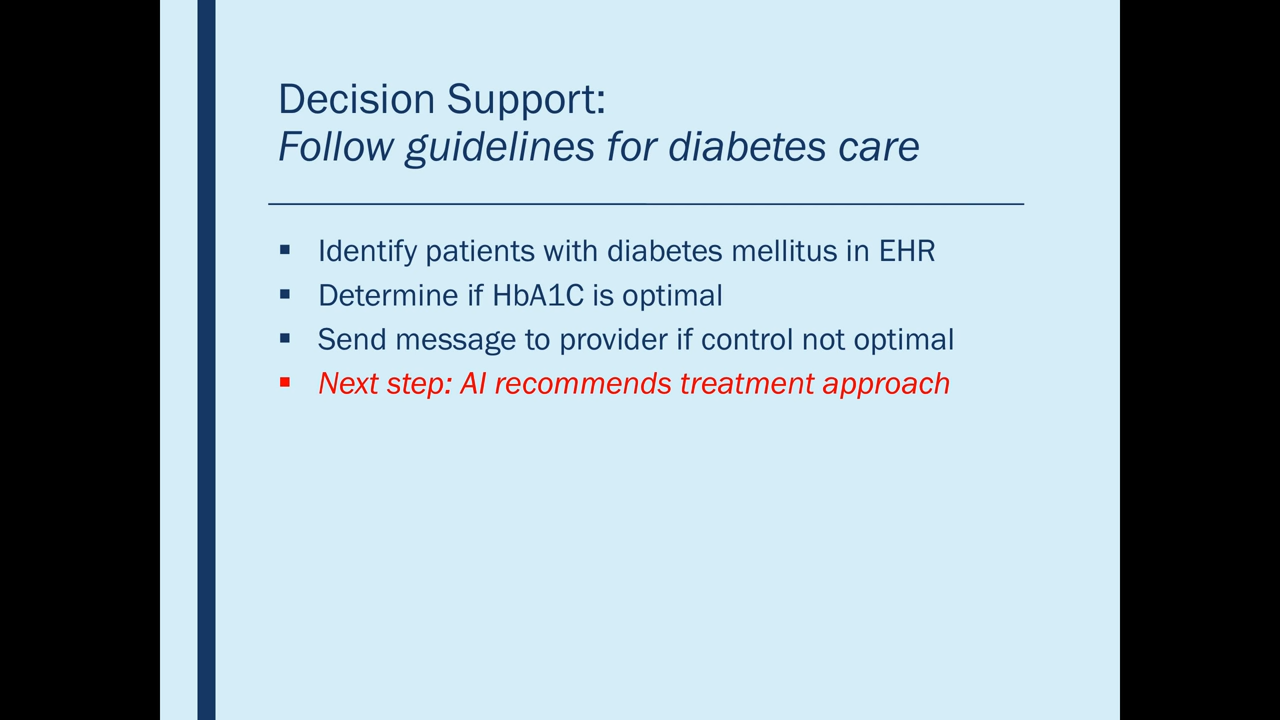 Decision Support:
Follow guidelines for diabetes care
▪ Identify patients with diabetes mellitus in EHR
▪ Determine if HbA1C is optimal
▪ Send message to provider if control not optimal
▪ Next step: AI recommends treatment approach